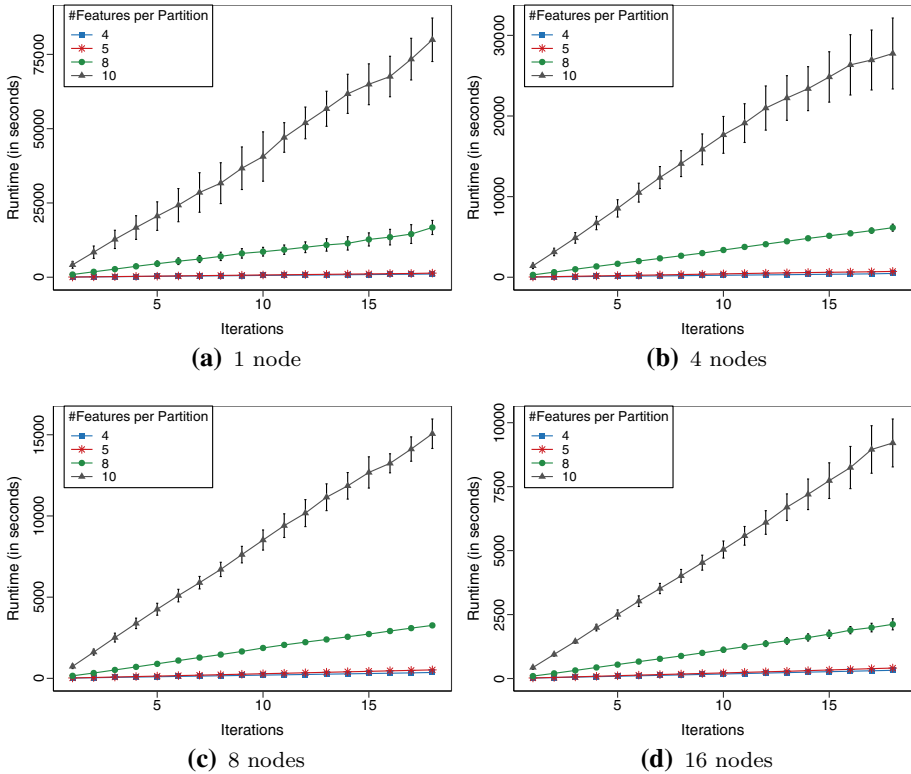 #Features per Partition
4
5
8
10
Runtime (in seconds)
0
25000
50000
75000
5
10
15
Iterations
(a) 1 node
#Features per Partition
4
5
8
10
Runtime (in seconds)
0
10000
20000
30000
5
10
15
Iterations
(b) 4 nodes
#Features per Partition
4
5
8
10
Runtime (in seconds)
0
5000
10000
15000
5
10
15
Iterations
(c) 8 nodes
#Features per Partition
4
5
8
10
Runtime (in seconds)
0
2500
5000
7500
10000
5
10
15
Iterations
(d) 16 nodes